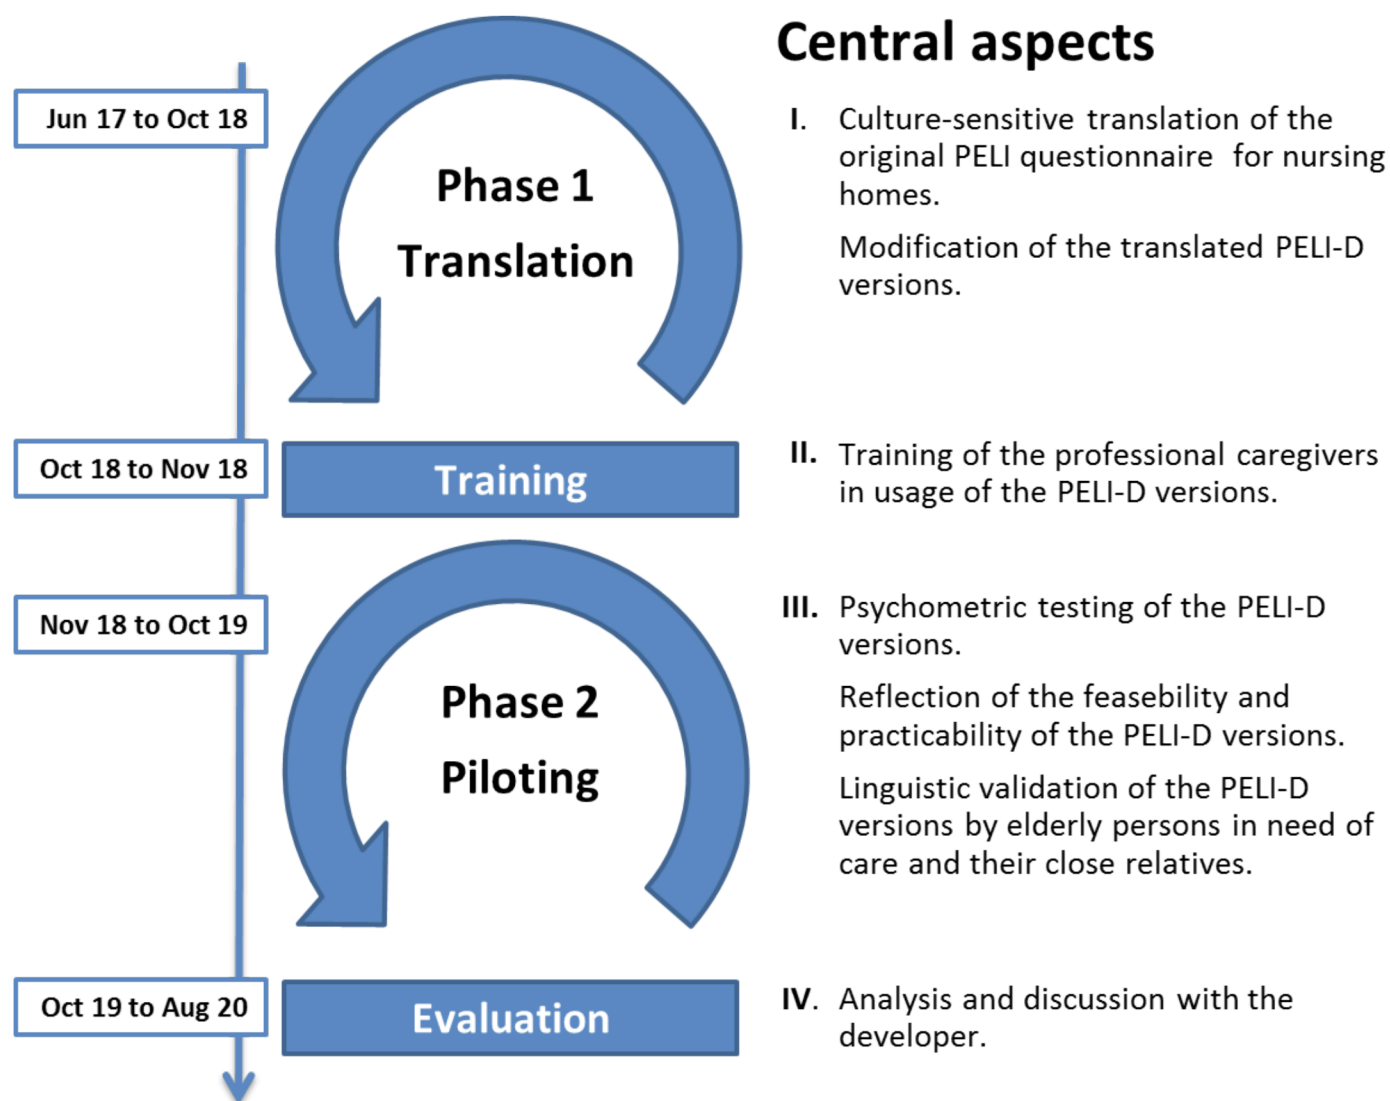 Central aspects
Jun 17 to Oct 18
Phase 1
Translation
I. Culture-sensitive translation of the
original PELI questionnaire for nursing
homes.
Modification of the translated PELI-D
versions.
Oct 18 to Nov 18
Training
II. Training of the professional caregivers
in usage of the PELI-D versions.
Nov 18 to Oct 19
Phase 2
Piloting
III. Psychometric testing of the PELI-D
versions.
Reflection of the feasebility and
practicability of the PELI-D versions.
Linguistic validation of the PELI-D
versions by elderly persons in need of
care and their close relatives.
Oct 19 to Aug 20
Evaluation
IV. Analysis and discussion with the
developer.